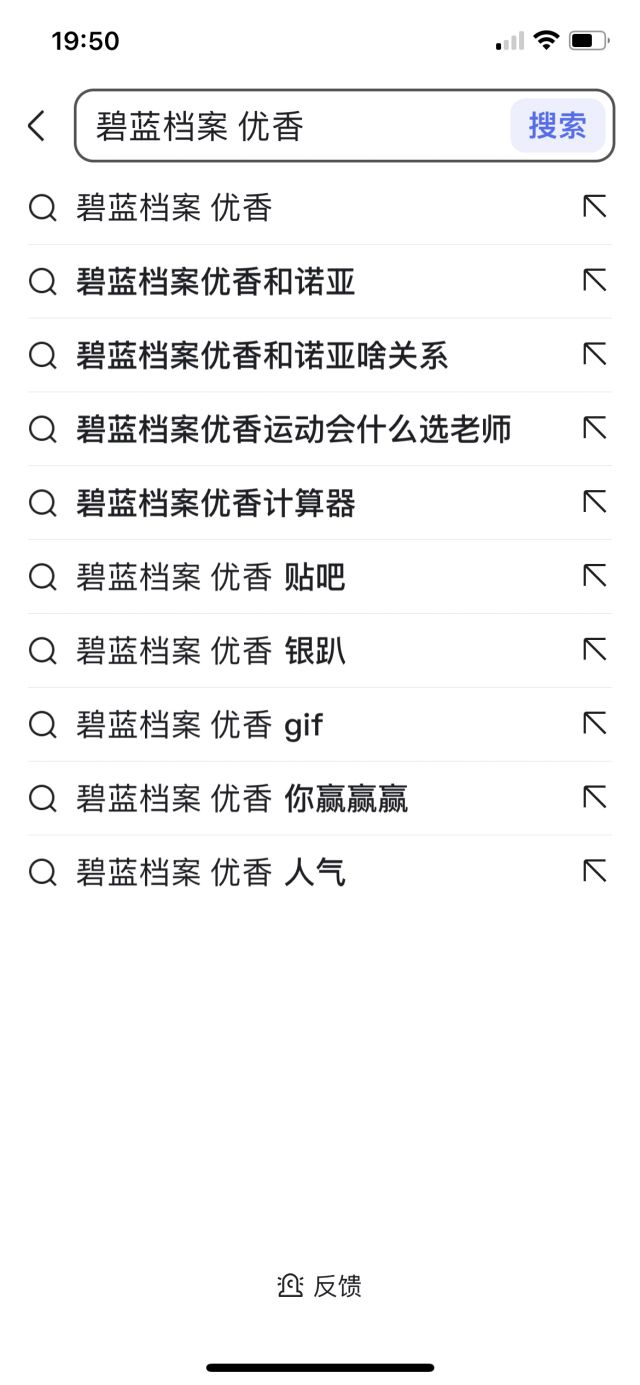 19:50
碧蓝档案 优香 搜索
碧蓝档案 优香
碧蓝档案优香和诺亚
碧蓝档案优香和诺亚啥关系
碧蓝档案优香运动会什么选老师
碧蓝档案优香计算器
碧蓝档案 优香 贴吧
碧蓝档案 优香 银趴
碧蓝档案 优香 gif
碧蓝档案 优香 你赢赢赢
碧蓝档案 优香 人气
反馈